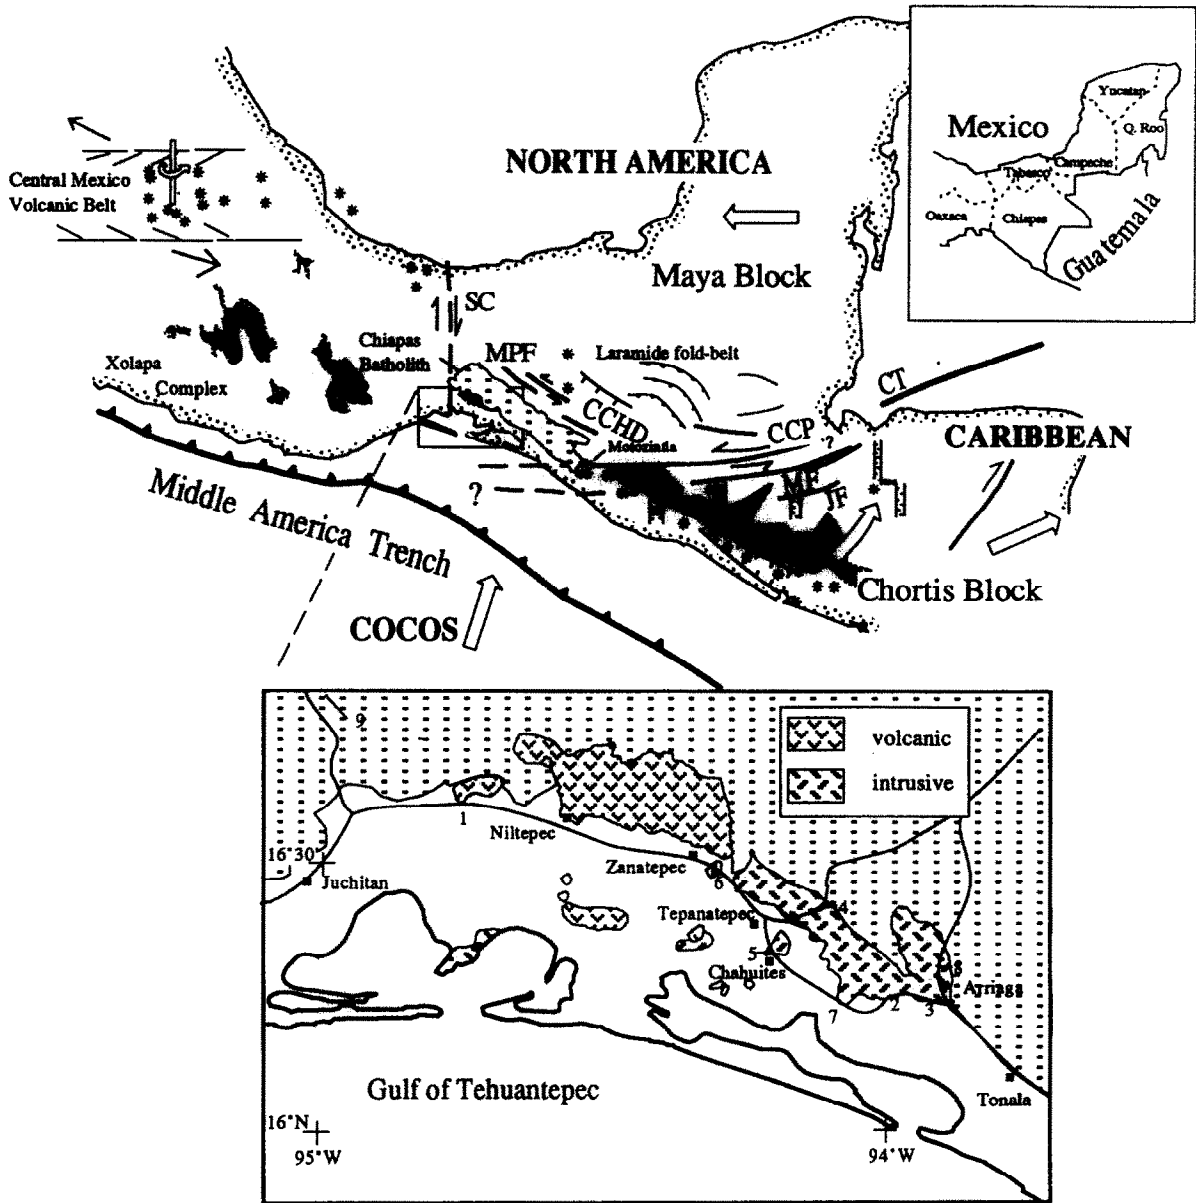 Mexico
Yucatan
Q. Roo
Campeche
Tabasco
Oaxaca
Chiapas
Guatemala
NORTH AMERICA
Central Mexico
Volcanic Belt
Maya Block
SC
Chiapas
Batholith
MPF
Laramide fold-belt
Xolapa
Complex
CT
CCHD
CCP
?
CARIBBEAN
Motozintla
MF
JF
?
Middle America Trench
Chortis Block
COCOS
9
volcanic
intrusive
1
Niltepec
16°30'
Juchitan
Zanatepec
6
Tepanatepec
4
5
Chahuites
8
Arriaga
7
2
3
Gulf of Tehuantepec
Tonala
16°N
95°W
94°W